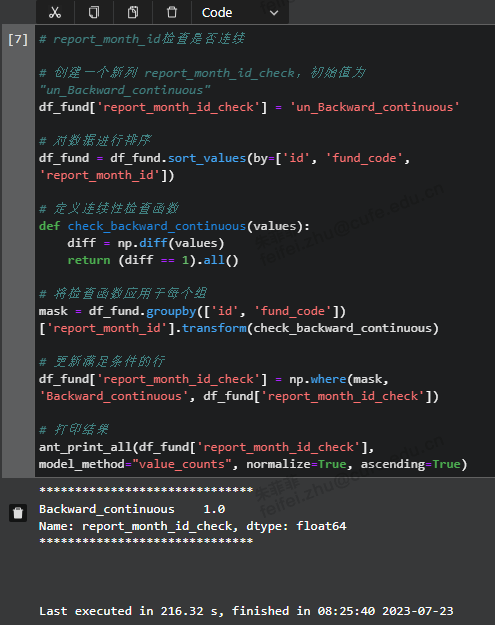 Code
[7]
# report_month_id检查是否连续
# 创建一个新列 report_month_id_check，初始值为
"un_Backward_continuous"
df_fund['report_month_id_check'] = 'un_Backward_continuous'
# 对数据进行排序
df_fund = df_fund.sort_values(by=['id', 'fund_code',
'report_month_id'])
# 定义连续性检查函数
def check_backward_continuous(values):
    diff = np.diff(values)
    return (diff == 1).all()
# 将检查函数应用于每个组
mask = df_fund.groupby(['id', 'fund_code'])
['report_month_id'].transform(check_backward_continuous)
# 更新满足条件的行
df_fund['report_month_id_check'] = np.where(mask,
'Backward_continuous', df_fund['report_month_id_check'])
# 打印结果
ant_print_all(df_fund['report_month_id_check'],
model_method="value_counts", normalize=True, ascending=True)
******************************
Backward_continuous    1.0
Name: report_month_id_check, dtype: float64
******************************
Last executed in 216.32 s, finished in 08:25:40 2023-07-23